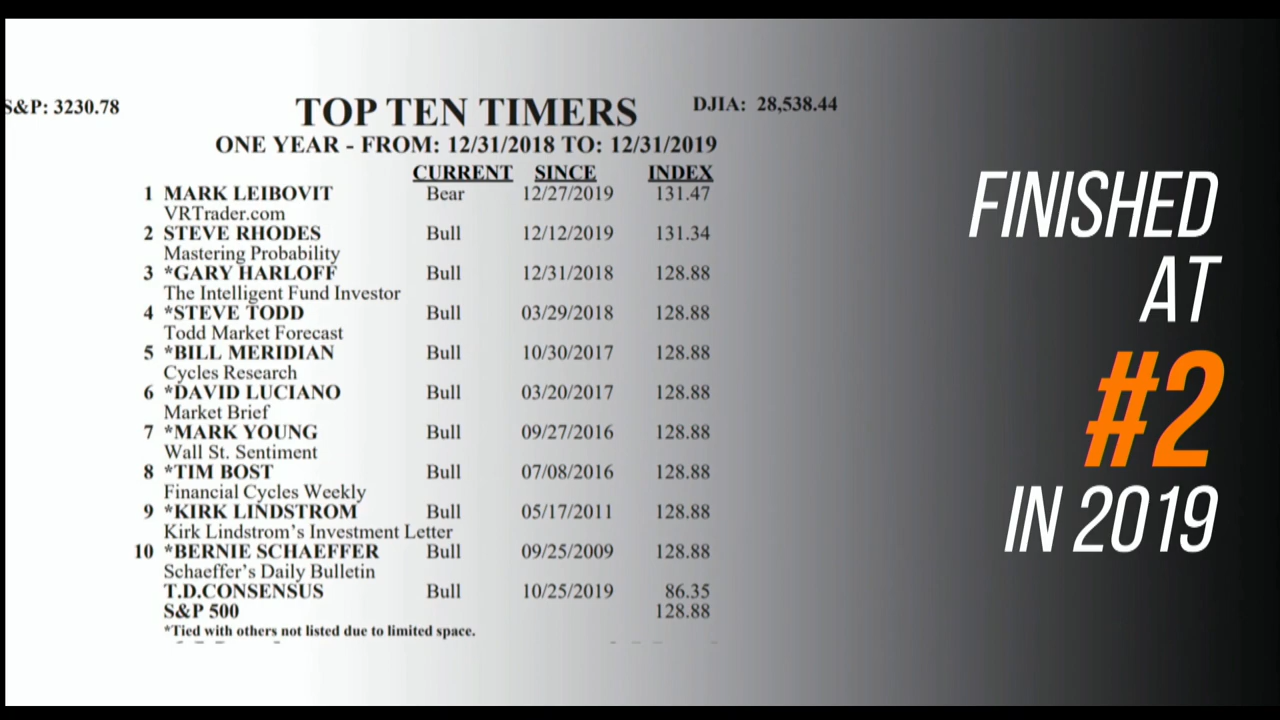 S&P: 3230.78
TOP TEN TIMERS
DJIA: 28,538.44
ONE YEAR - FROM: 12/31/2018 TO: 12/31/2019
CURRENT SINCE INDEX
1 MARK LEIBOVIT Bear 12/27/2019 131.47
VRTrader.com
2 STEVE RHODES Bull 12/12/2019 131.34
Mastering Probability
3 *GARY HARLOFF Bull 12/31/2018 128.88
The Intelligent Fund Investor
4 *STEVE TODD Bull 03/29/2018 128.88
Todd Market Forecast
5 *BILL MERIDIAN Bull 10/30/2017 128.88
Cycles Research
6 *DAVID LUCIANO Bull 03/20/2017 128.88
Market Brief
7 *MARK YOUNG Bull 09/27/2016 128.88
Wall St. Sentiment
8 *TIM BOST Bull 07/08/2016 128.88
Financial Cycles Weekly
9 *KIRK LINDSTROM Bull 05/17/2011 128.88
Kirk Lindstrom's Investment Letter
10 *BERNIE SCHAEFFER Bull 09/25/2009 128.88
Schaeffer's Daily Bulletin
T.D.CONSENSUS Bull 10/25/2019 86.35
S&P 500 128.88
*Tied with others not listed due to limited space.
FINISHED
AT
#2
IN 2019